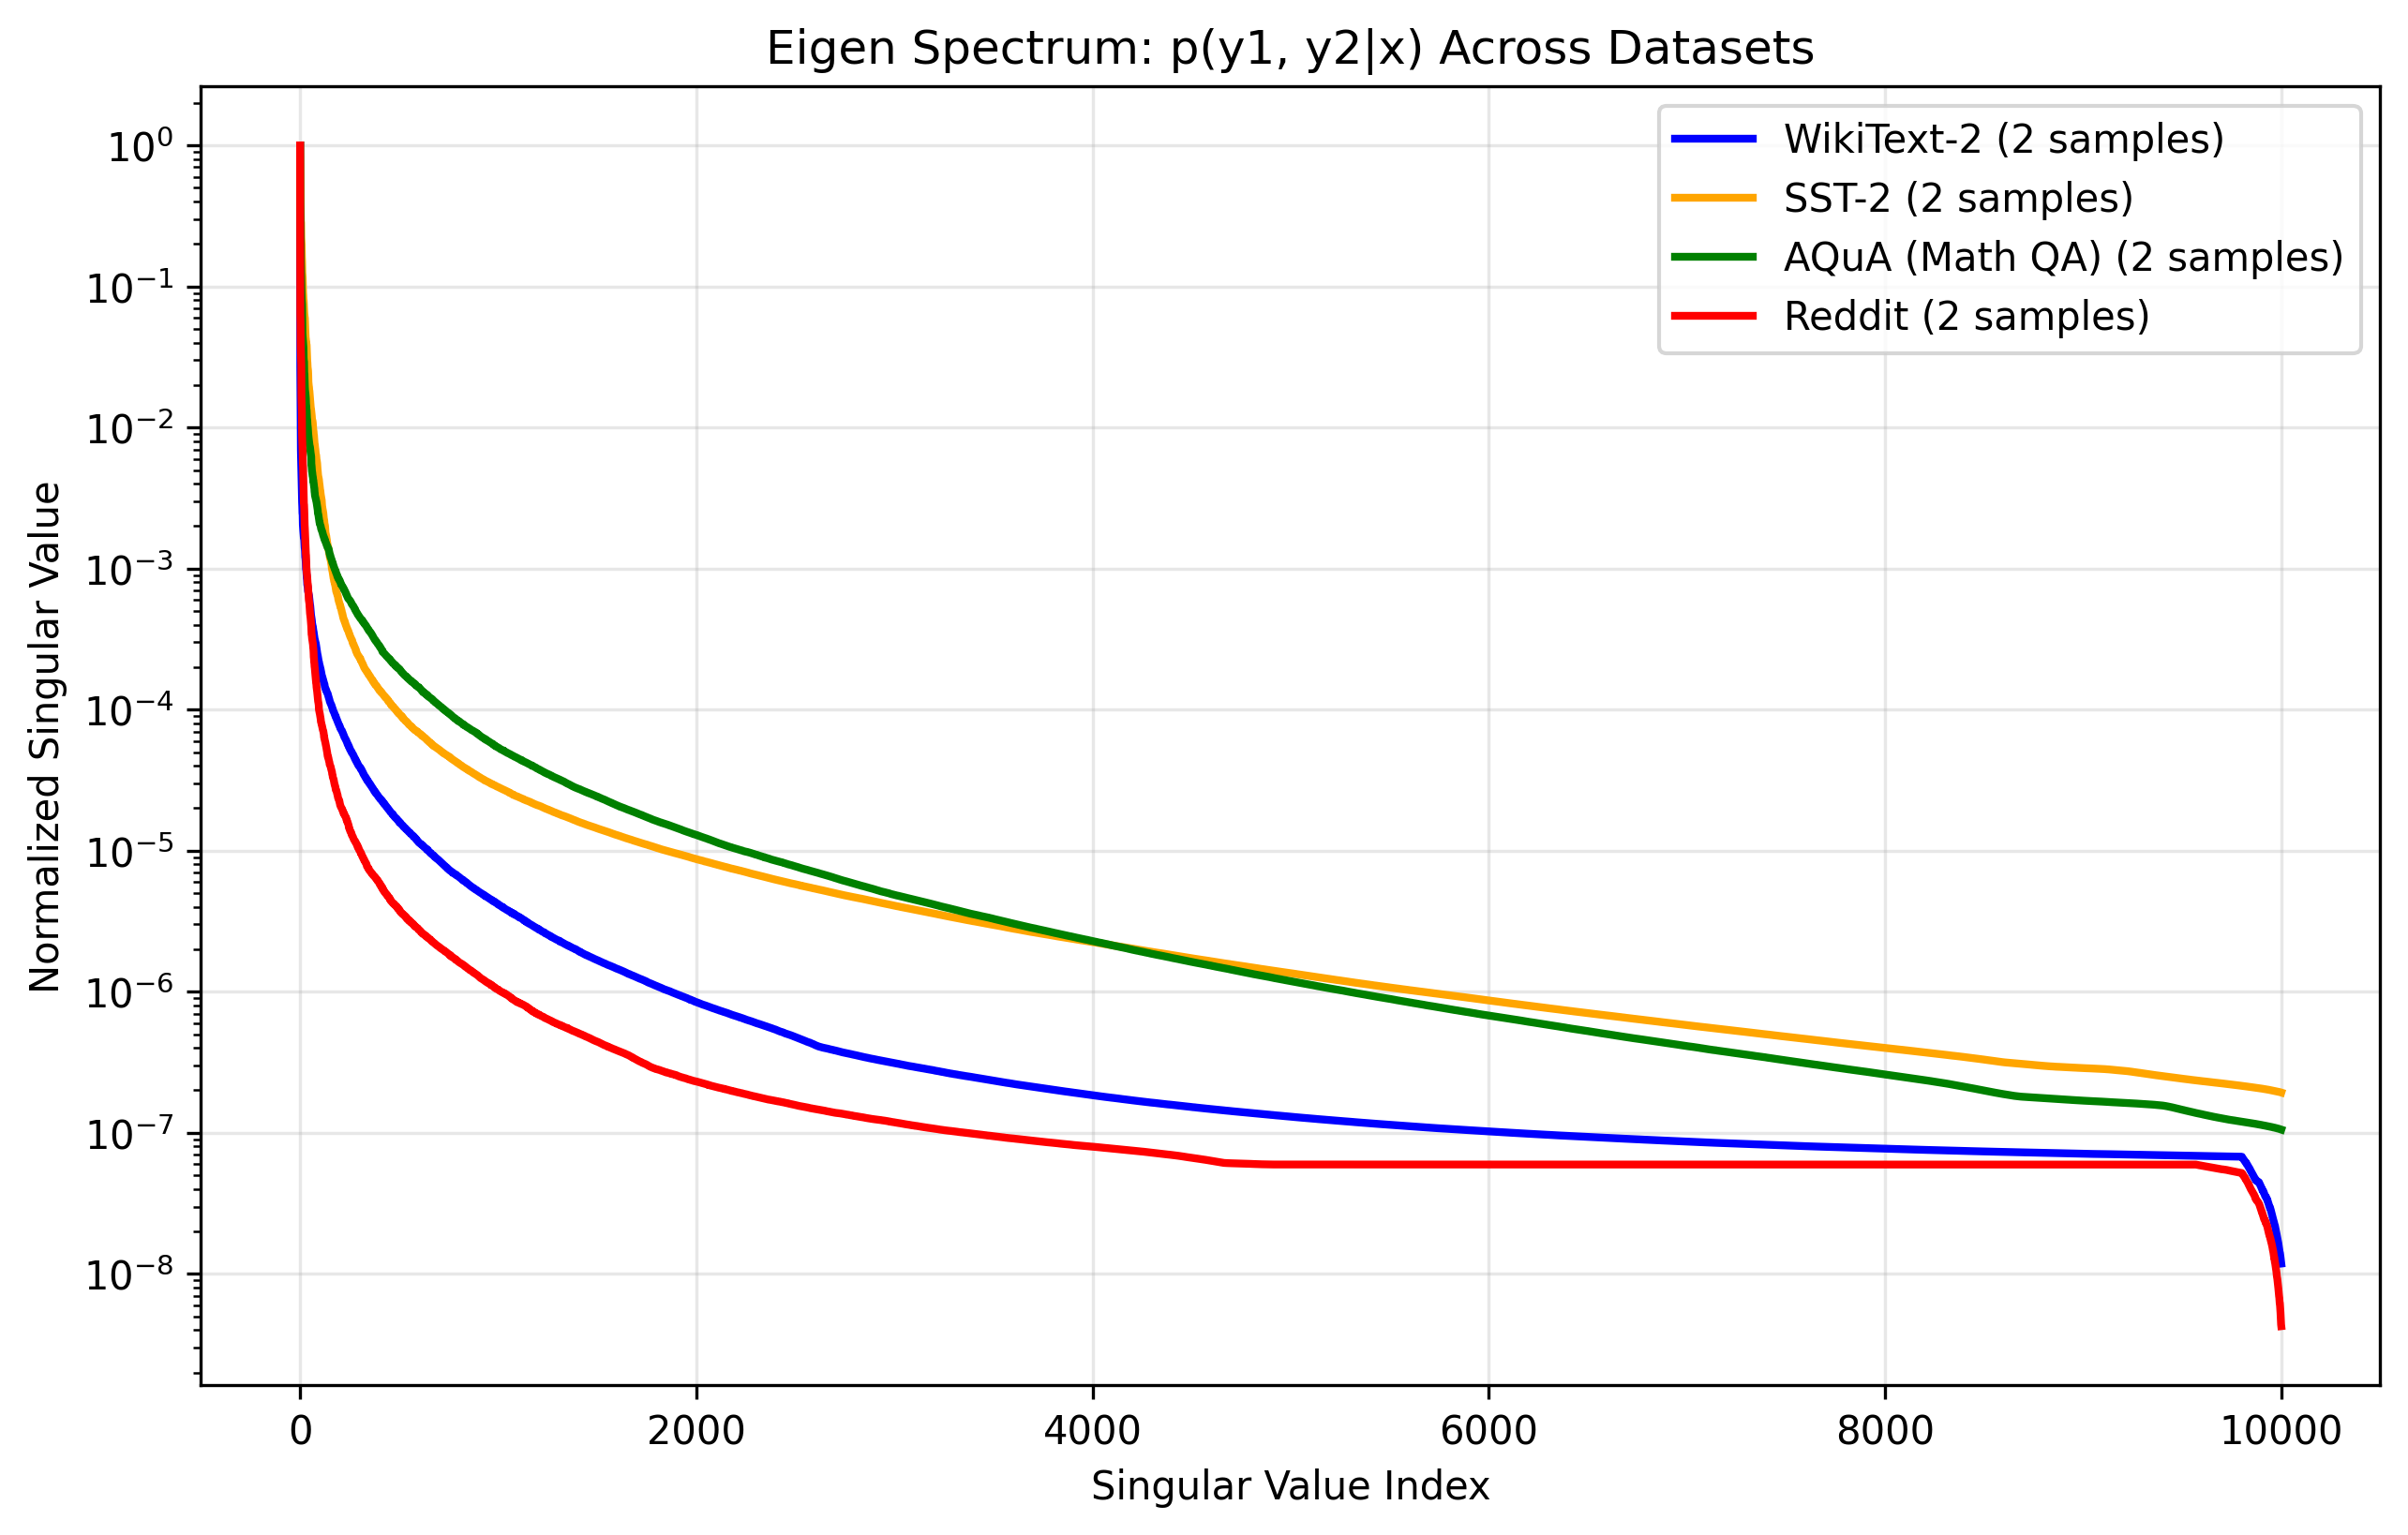 Eigen Spectrum: p(y1, y2|x) Across Datasets
WikiText-2 (2 samples)
SST-2 (2 samples)
AQuA (Math QA) (2 samples)
Reddit (2 samples)
Normalized Singular Value
10⁰
10⁻¹
10⁻²
10⁻³
10⁻⁴
10⁻⁵
10⁻⁶
10⁻⁷
10⁻⁸
0 2000 4000 6000 8000 10000
Singular Value Index